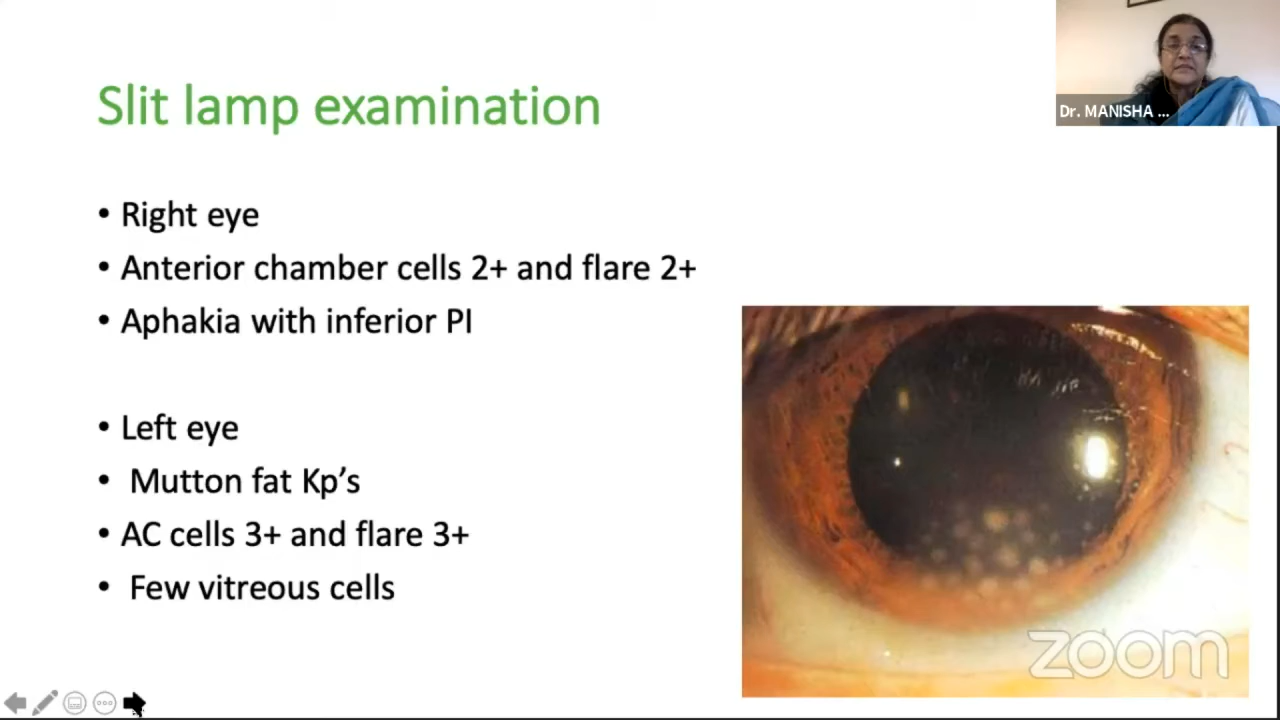 Dr. MANISHA ...
Slit lamp examination
• Right eye
• Anterior chamber cells 2+ and flare 2+
• Aphakia with inferior PI
• Left eye
• Mutton fat Kp’s
• AC cells 3+ and flare 3+
• Few vitreous cells
zoom